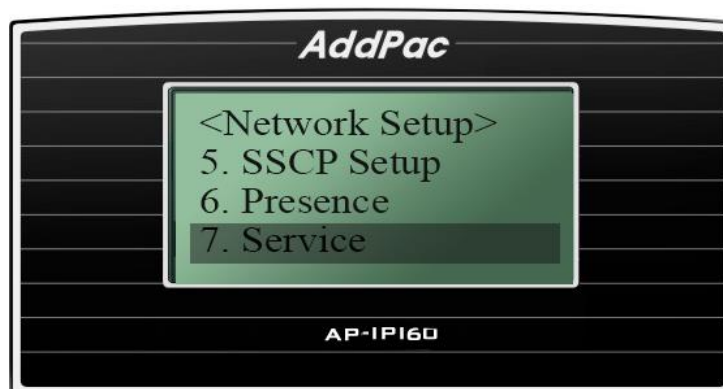 AddPac
<Network Setup>
5. SSCP Setup
6. Presence
7. Service
AP-IP160